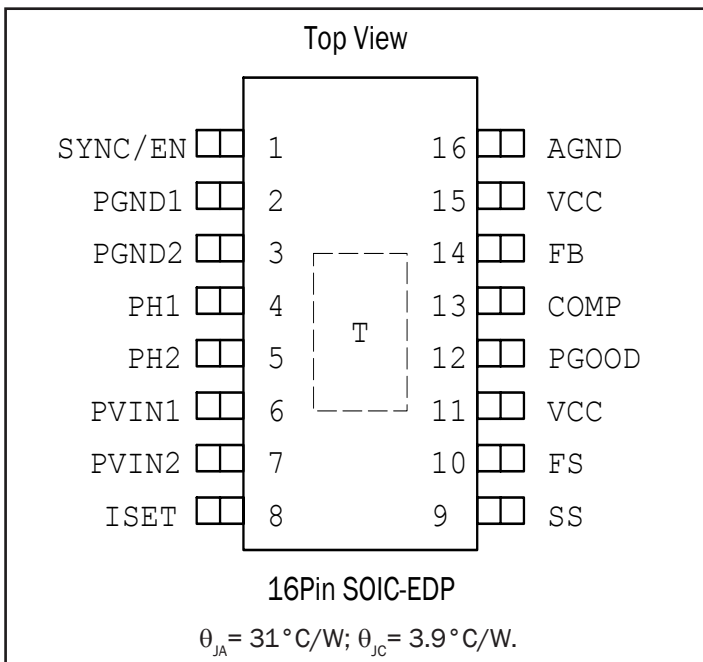 Top View
SYNC/EN 1 16 AGND
PGND1 2 15 VCC
PGND2 3 14 FB
PH1 4 13 COMP
T
PH2 5 12 PGOOD
PVIN1 6 11 VCC
PVIN2 7 10 FS
ISET 8 9 SS
16Pin SOIC-EDP
θJA= 31°C/W; θJC= 3.9°C/W.